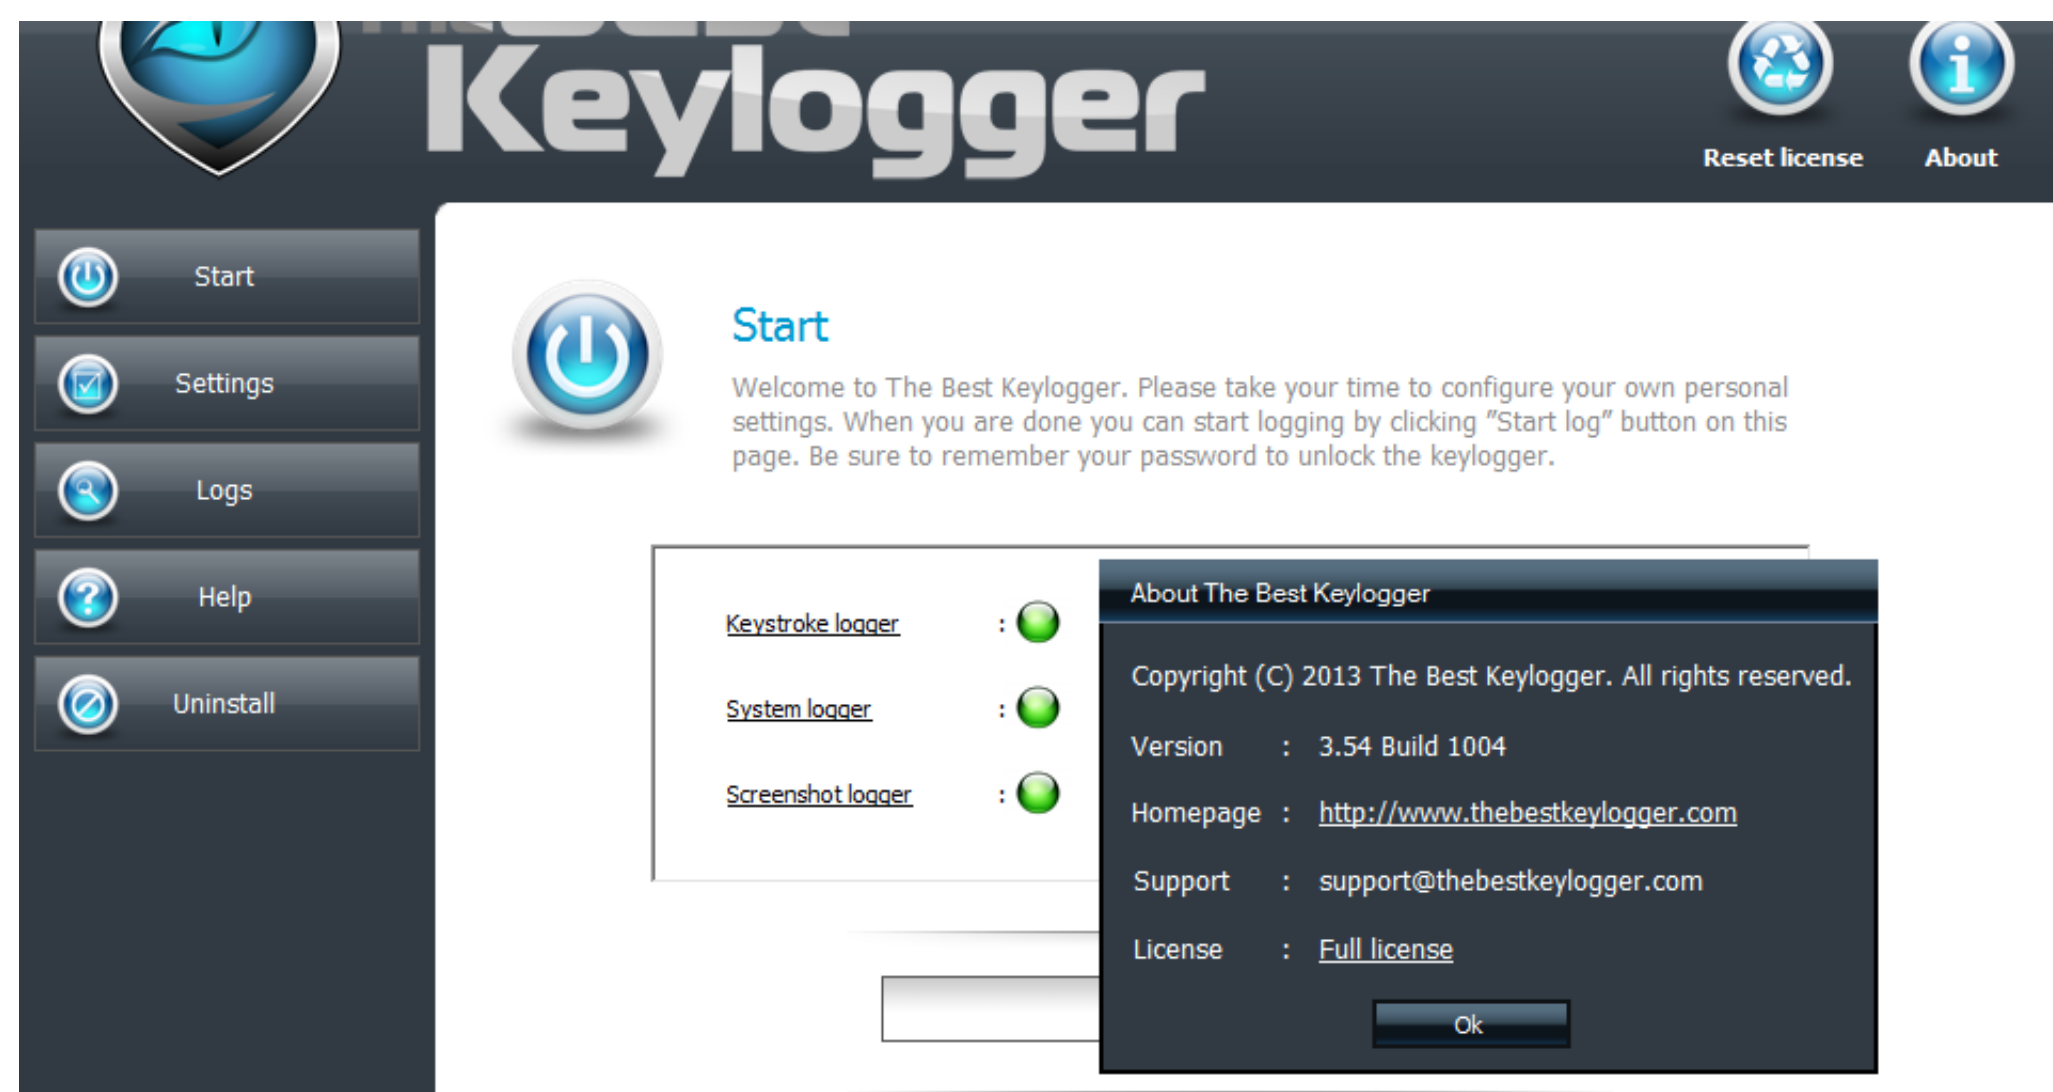 Keylogger
Reset license
About
Start
Settings
Logs
Help
Uninstall
Start
Welcome to The Best Keylogger. Please take your time to configure your own personal
settings. When you are done you can start logging by clicking ”Start log” button on this
page. Be sure to remember your password to unlock the keylogger.
Keystroke logger :
System logger :
Screenshot logger :
About The Best Keylogger
Copyright (C) 2013 The Best Keylogger. All rights reserved.
Version : 3.54 Build 1004
Homepage : http://www.thebestkeylogger.com
Support : support@thebestkeylogger.com
License : Full license
Ok